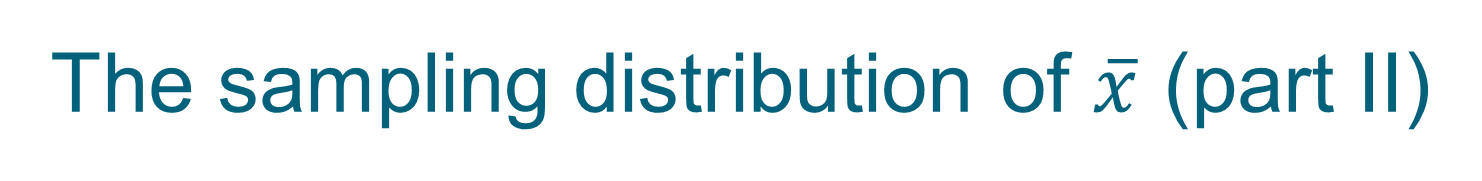 The sampling distribution of x̄ (part II)